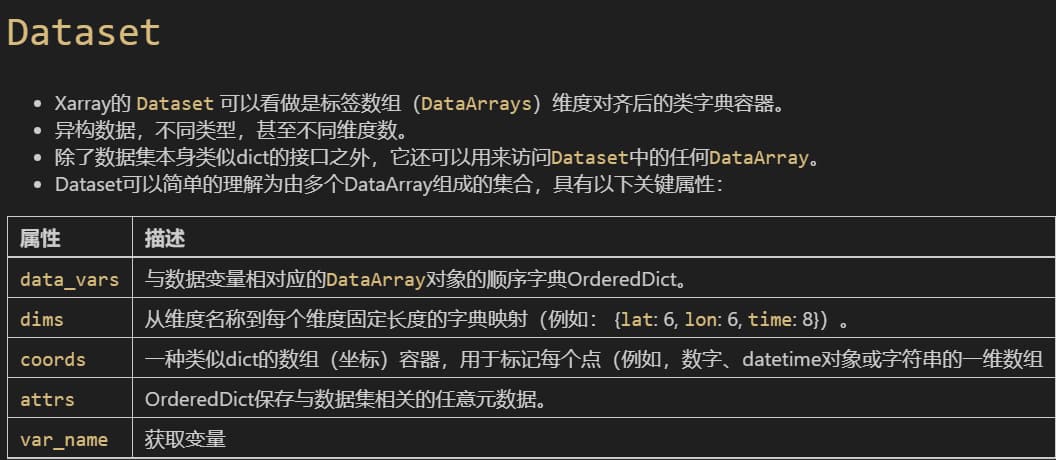 Dataset
Xarray的 Dataset 可以看做是标签数组（DataArrays）维度对齐后的类字典容器。
异构数据，不同类型，甚至不同维度数。
除了数据集本身类似dict的接口之外，它还可以用来访问Dataset中的任何DataArray。
Dataset可以简单的理解为由多个DataArray组成的集合，具有以下关键属性：
属性 描述
data_vars 与数据变量相对应的DataArray对象的顺序字典OrderedDict。
dims 从维度名称到每个维度固定长度的字典映射（例如： {lat: 6, lon: 6, time: 8}）。
coords 一种类似dict的数组（坐标）容器，用于标记每个点（例如，数字、datetime对象或字符串的一维数组
attrs OrderedDict保存与数据集相关的任意元数据。
var_name 获取变量